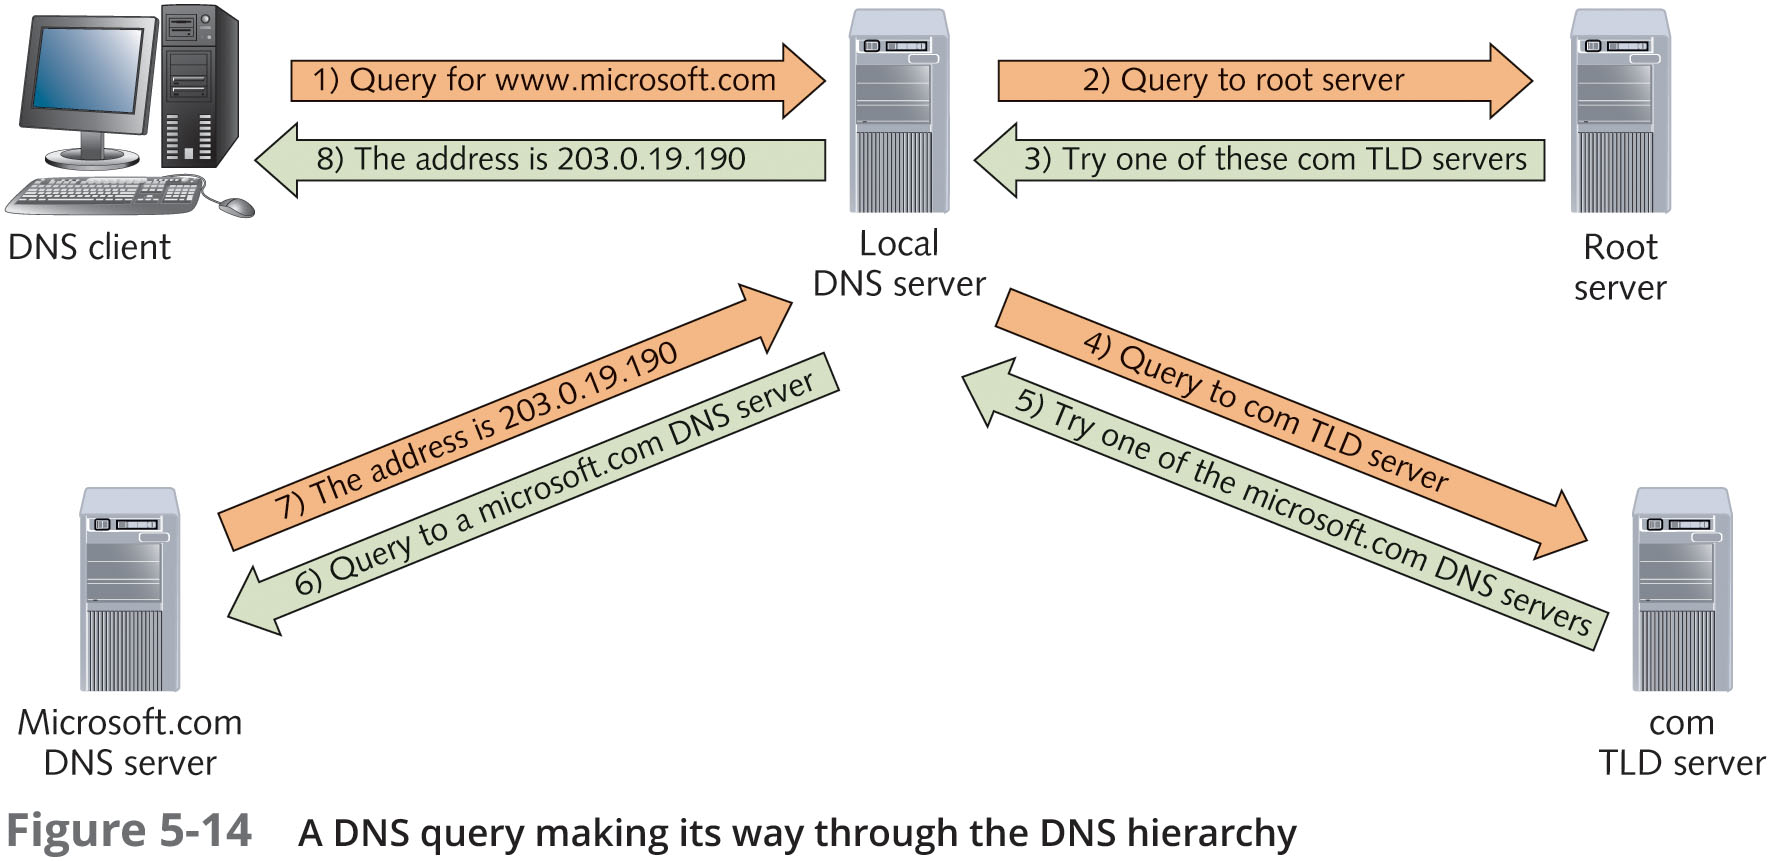 1) Query for www.microsoft.com
2) Query to root server
8) The address is 203.0.19.190
3) Try one of these com TLD servers
DNS client
Local
DNS server
Root
server
4) Query to com TLD server
5) Try one of the microsoft.com DNS servers
7) The address is 203.0.19.190
6) Query to a microsoft.com DNS server
Microsoft.com
DNS server
com
TLD server
Figure 5-14 A DNS query making its way through the DNS hierarchy